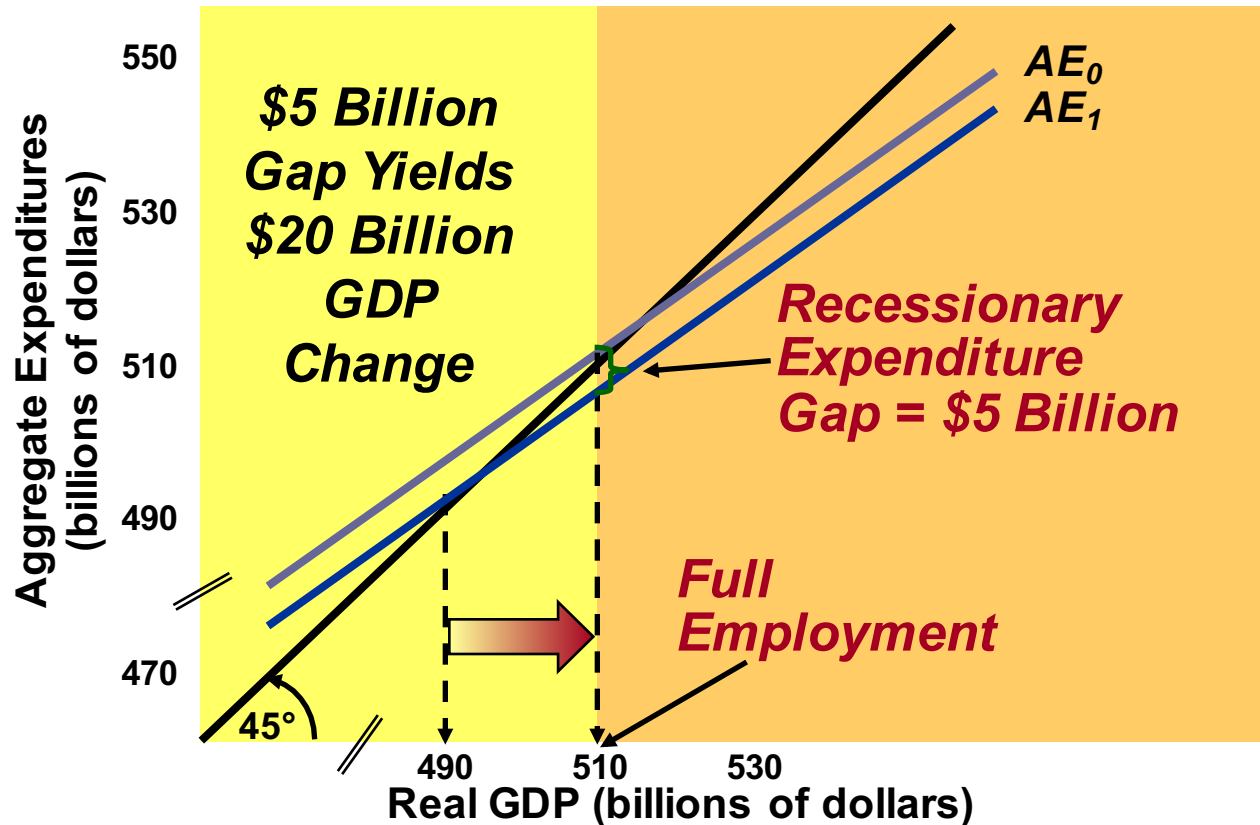 Aggregate Expenditures
(billions of dollars)
550
530
510
490
470
$5 Billion
Gap Yields
$20 Billion
GDP
Change
AE0
AE1
Recessionary
Expenditure
Gap = $5 Billion
Full
Employment
45°
490
510
530
Real GDP (billions of dollars)